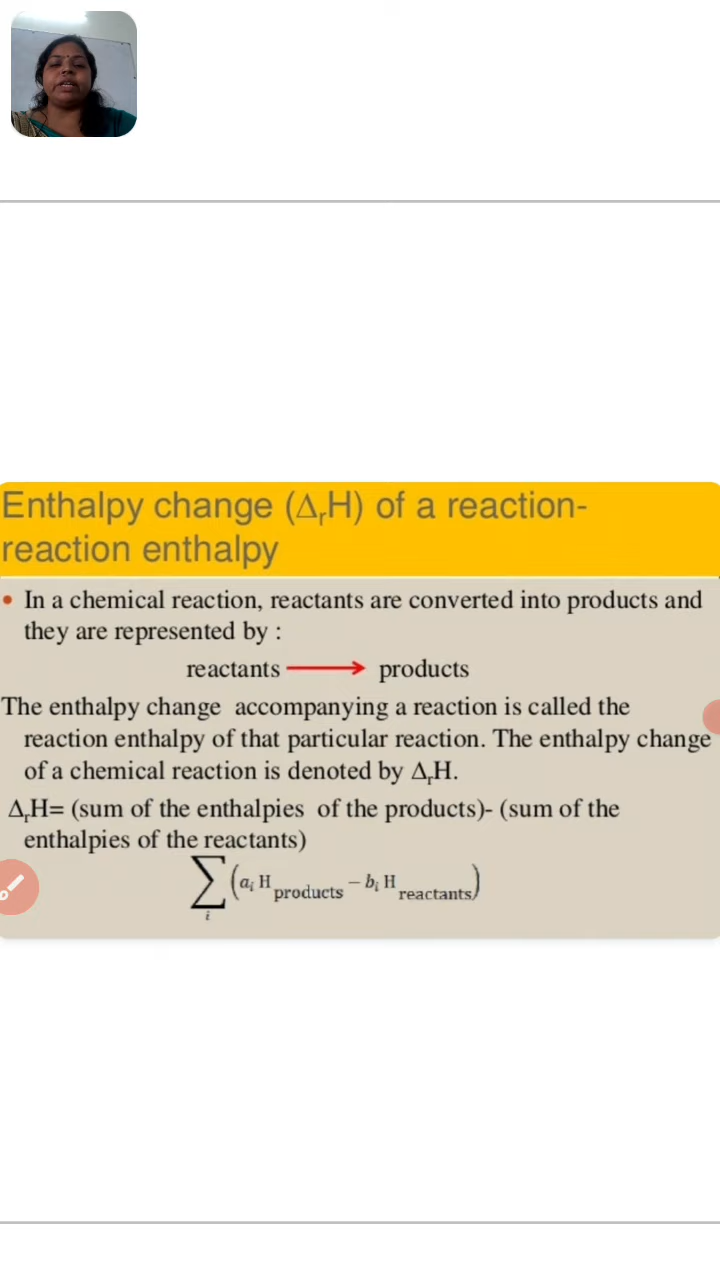 Enthalpy change (ΔᵣH) of a reaction-
reaction enthalpy
• In a chemical reaction, reactants are converted into products and
they are represented by :
reactants ⟶ products
The enthalpy change accompanying a reaction is called the
reaction enthalpy of that particular reaction. The enthalpy change
of a chemical reaction is denoted by ΔᵣH.
ΔᵣH= (sum of the enthalpies of the products)- (sum of the
enthalpies of the reactants)
∑ᵢ (aᵢ H products − bᵢ H reactants)